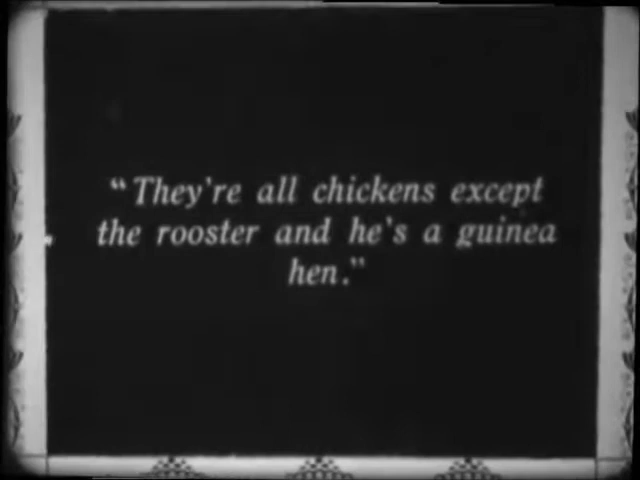 "They're all chickens except
the rooster and he's a guinea
hen."